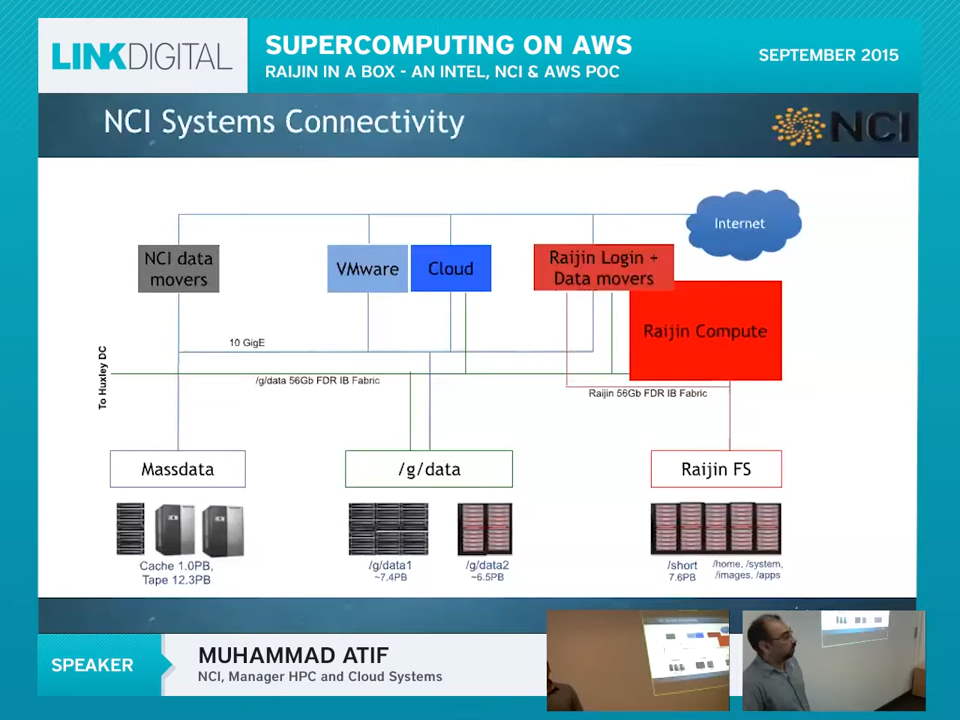 LINKDIGITAL
SUPERCOMPUTING ON AWS
RAIJIN IN A BOX - AN INTEL, NCI & AWS POC
SEPTEMBER 2015
NCI Systems Connectivity
NCI
Internet
NCI data
movers
VMware
Cloud
Raijin Login +
Data movers
Raijin Compute
10 GigE
To Huxley DC
/g/data 56Gb FDR IB Fabric
Raijin 56Gb FDR IB Fabric
Massdata
/g/data
Raijin FS
Cache 1.0PB,
Tape 12.3PB
/g/data1
~7.4PB
/g/data2
~6.5PB
/short
7.6PB
/home, /system,
/images, /apps
SPEAKER
MUHAMMAD ATIF
NCI, Manager HPC and Cloud Systems